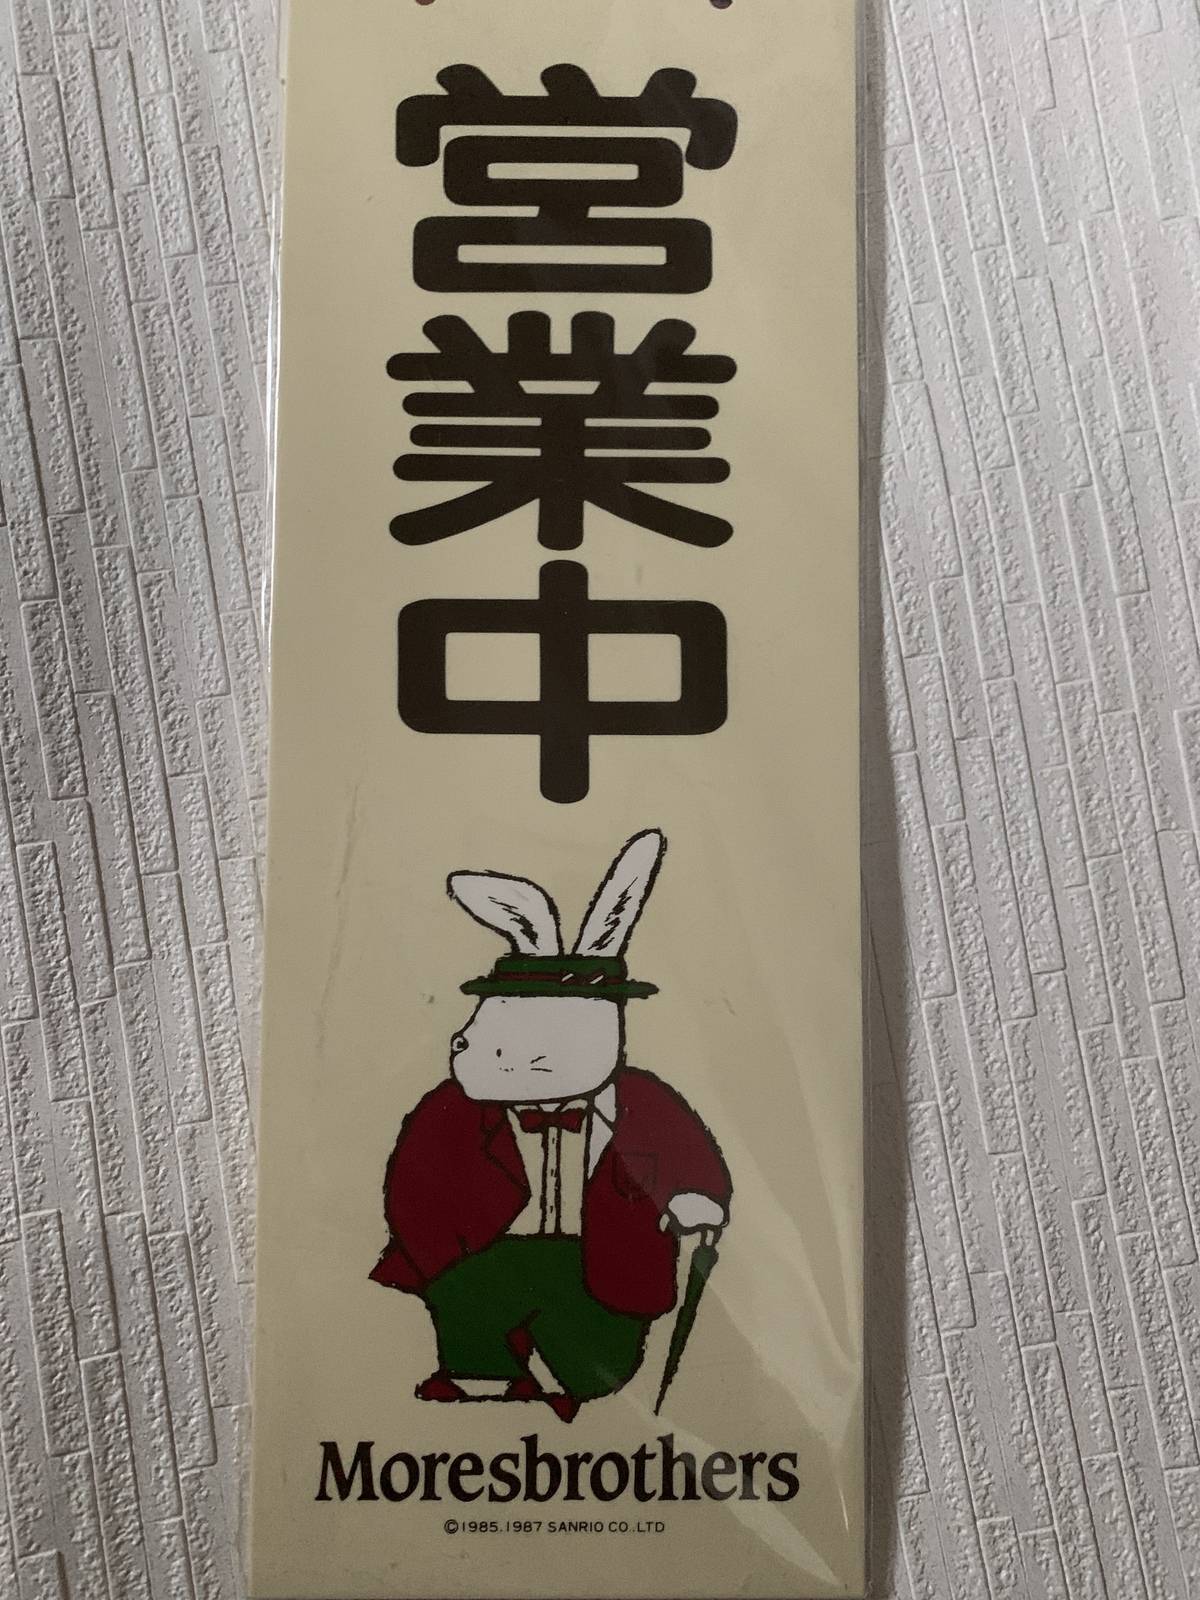 営業中
Moresbrothers
©1985.1987 SANRIO CO.,LTD